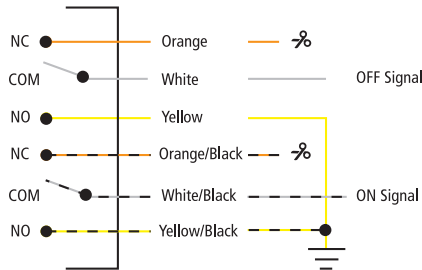 NC Orange
COM White OFF Signal
NO Yellow
NC Orange/Black
COM White/Black ON Signal
NO Yellow/Black